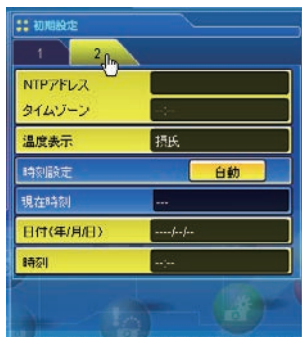 初期設定
1 2
NTPアドレス
タイムゾーン --:--
温度表示 摂氏
時刻設定 自動
現在時刻 ---
日付(年/月/日) ----/--/--
時刻 --:--